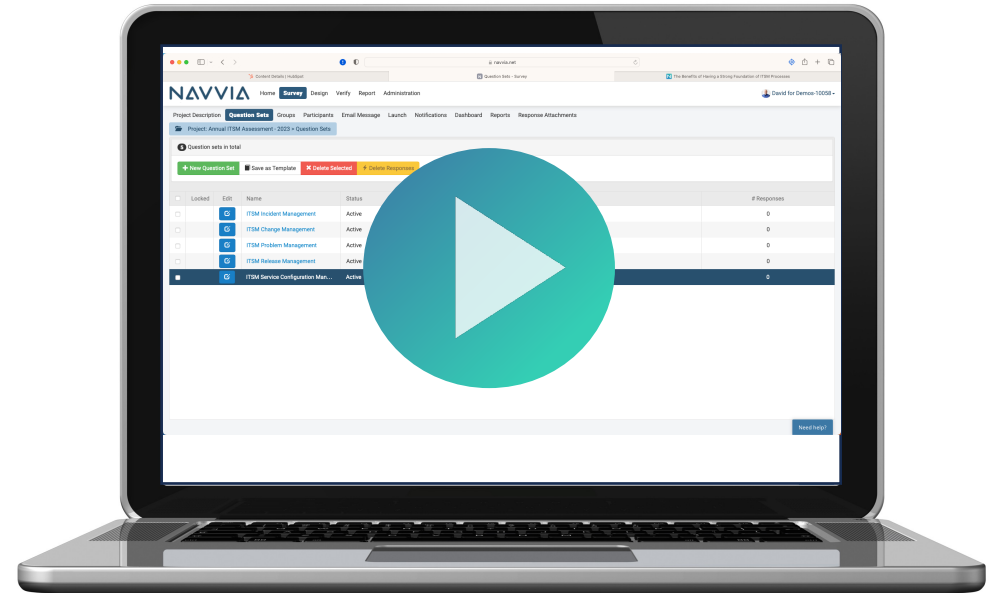 navvia.net
Content Details | HubSpot
Question Sets - Survey
The Benefits of Having a Strong Foundation of ITSM Processes
NAVVIA Home Survey Design Verify Report Administration David for Demos-10058
Project Description Question Sets Groups Participants Email Message Launch Notifications Dashboard Reports Response Attachments
Project: Annual ITSM Assessment - 2023 > Question Sets
5 Question sets in total
+ New Question Set Save as Template Delete Selected Delete Responses
Locked Edit Name Status # Responses
ITSM Incident Management Active 0
ITSM Change Management Active 0
ITSM Problem Management Active 0
ITSM Release Management Active 0
ITSM Service Configuration Man... Active 0
Need help?